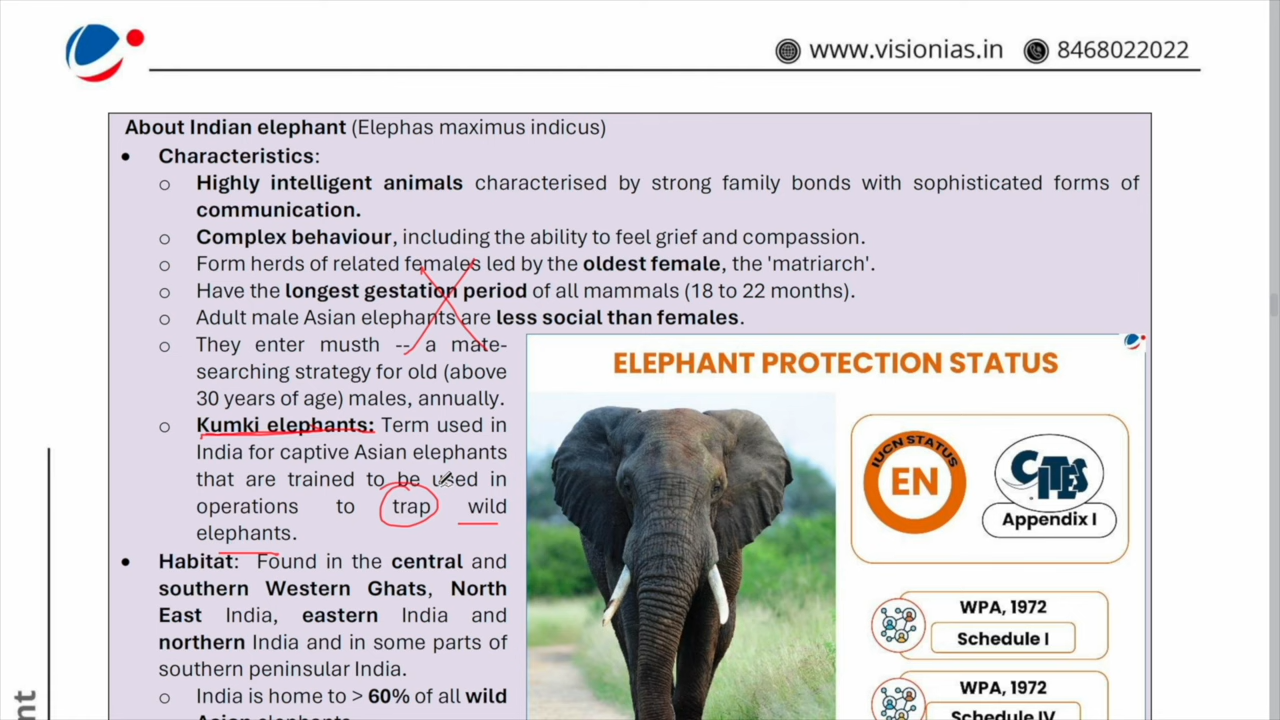 www.visionias.in 8468022022
About Indian elephant (Elephas maximus indicus)
• Characteristics:
o Highly intelligent animals characterised by strong family bonds with sophisticated forms of
communication.
o Complex behaviour, including the ability to feel grief and compassion.
o Form herds of related females led by the oldest female, the 'matriarch'.
o Have the longest gestation period of all mammals (18 to 22 months).
o Adult male Asian elephants are less social than females.
o They enter musth -- a mate-
searching strategy for old (above
30 years of age) males, annually.
o Kumki elephants: Term used in
India for captive Asian elephants
that are trained to be used in
operations to trap wild
elephants.
• Habitat: Found in the central and
southern Western Ghats, North
East India, eastern India and
northern India and in some parts of
southern peninsular India.
o India is home to > 60% of all wild
Asian elephants.
ELEPHANT PROTECTION STATUS
IUCN STATUS
EN
CITES
Appendix I
WPA, 1972
Schedule I
WPA, 1972
Schedule IV
nt